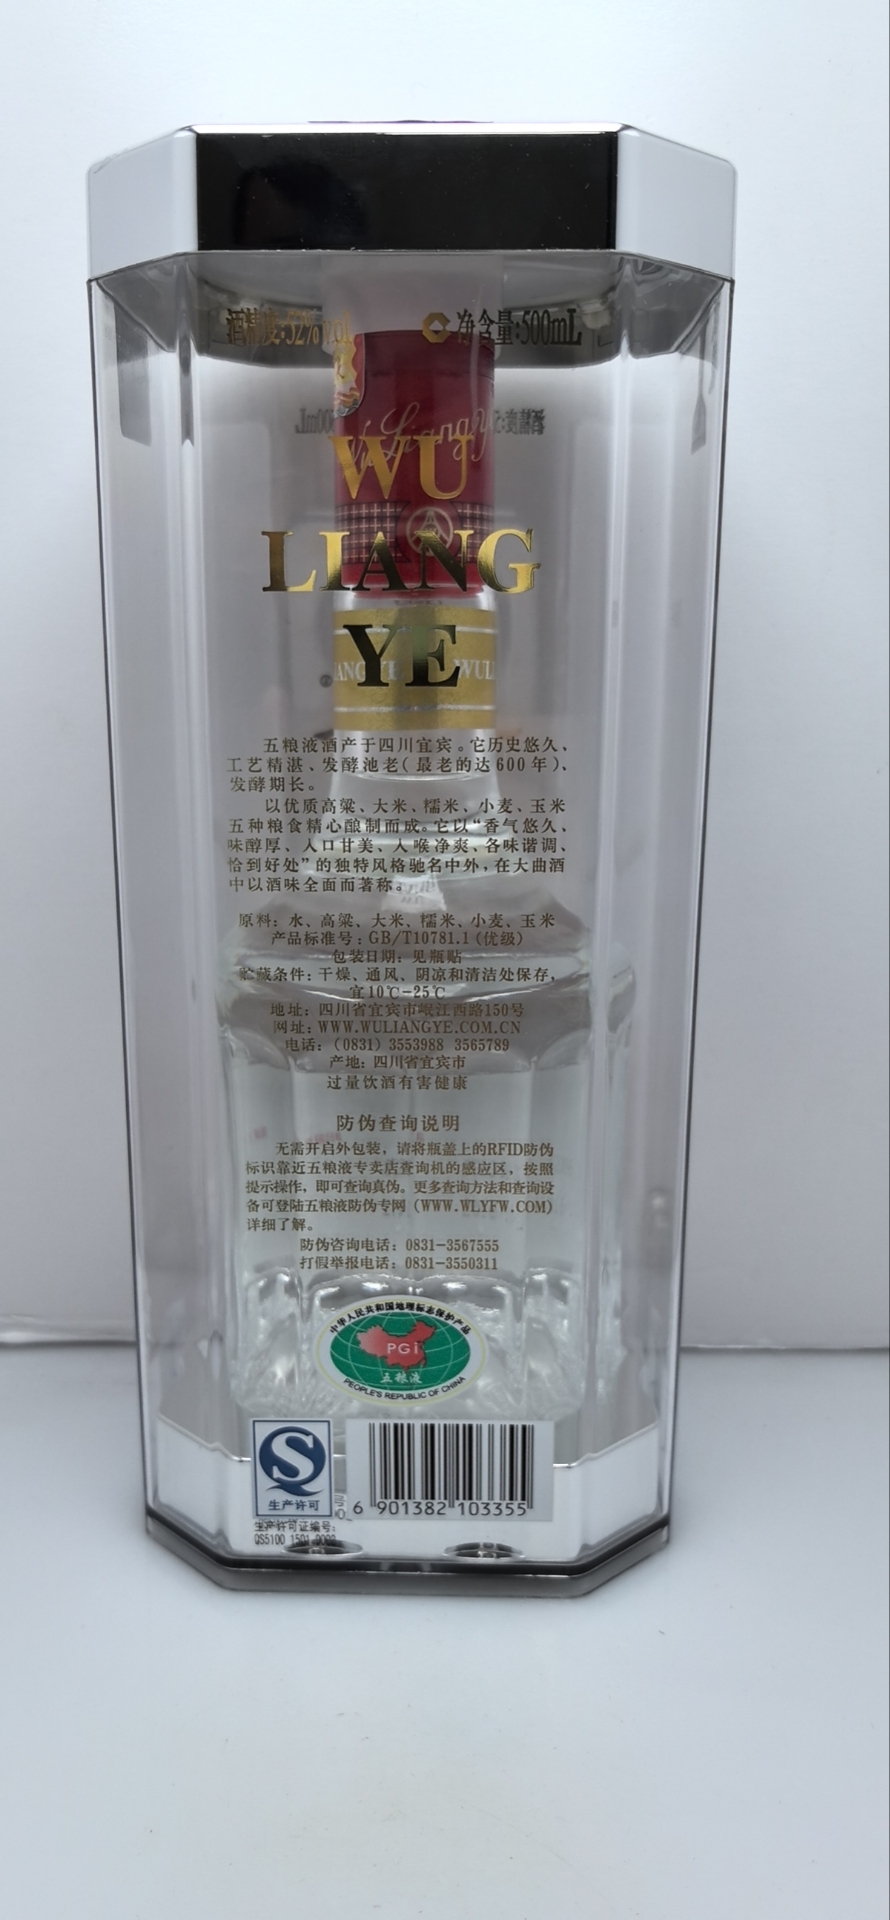 酒精度:52% vol 净含量:500mL
WU
LIANG
YE
五粮液酒产于四川宜宾。它历史悠久、
工艺精湛、发酵池老(最老的达600年)、
发酵期长。
以优质高粱、大米、糯米、小麦、玉米
五种粮食精心酿制而成。它以“香气悠久、
味醇厚、入口甘美、入喉净爽、各味谐调、
恰到好处”的独特风格驰名中外,在大曲酒
中以酒味全面而著称。
原料: 水、高粱、大米、糯米、小麦、玉米
产品标准号: GB/T10781.1(优级)
包装日期: 见瓶贴
贮藏条件: 干燥、通风、阴凉和清洁处保存,
宜10℃-25℃
地址: 四川省宜宾市岷江西路150号
网址: WWW.WULIANGYE.COM.CN
电话: (0831) 3553988 3565789
产地: 四川省宜宾市
过量饮酒有害健康
防伪查询说明
无需开启外包装, 请将瓶盖上的RFID防伪
标识靠近五粮液专卖店查询机的感应区, 按照
提示操作, 即可查询真伪。更多查询方法和查询设
备可登陆五粮液防伪专网 (WWW.WLYFW.COM)
详细了解。
防伪咨询电话: 0831-3567555
打假举报电话: 0831-3550311
中华人民共和国地理标志保护产品
PGi
五粮液
PEOPLE'S REPUBLIC OF CHINA
S
生产许可
6 901382 103355
生产许可证编号:
QS5100 1501